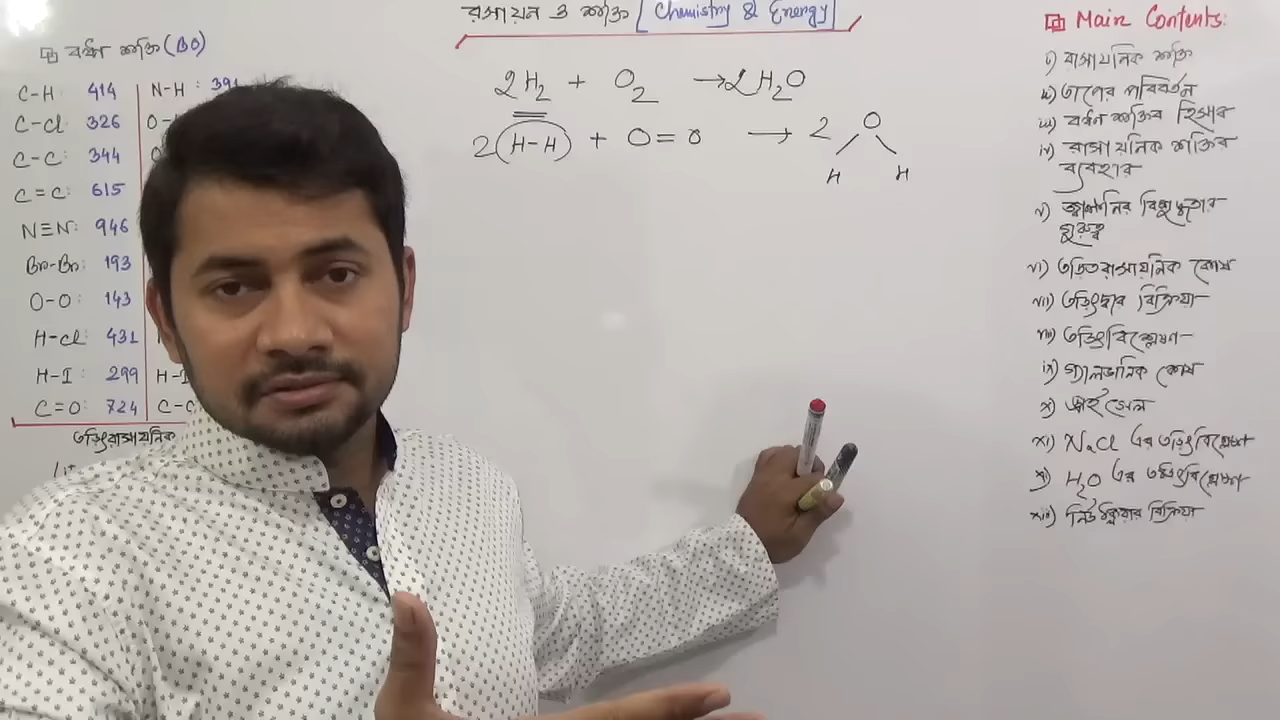 রসায়ন ও শক্তি [Chemistry & Energy]
বন্ধন শক্তি (BO)
C-H: 414
N-H: 391
C-Cl: 326
O-
C-C: 344
C=C: 615
N≡N: 946
Br-Br: 193
O-O: 143
H-Cl: 431
H-I: 299
H-I
C=O: 724
C-C
তড়িৎরাসায়নিক
2H2 + O2 → 2H2O
2(H-H) + O=O → 2 O
H H
Main Contents:
i) রাসায়নিক শক্তি
ii) তাপের পরিবর্তন
iii) বন্ধন শক্তির হিসাব
iv) রাসায়নিক শক্তির
ব্যবহার
v) জ্বালানির বিশুদ্ধতার
গুরুত্ব
vi) তড়িতরাসায়নিক কোষ
vii) তড়িৎদ্বার বিক্রিয়া
viii) তড়িৎবিশ্লেষণ
ix) গ্যালভানিক কোষ
x) ড্রাই সেল
xi) NaCl এর তড়িৎবিশ্লেষণ
H2O এর তড়িৎবিশ্লেষণ
xiii) নিউক্লিয়ার বিক্রিয়া